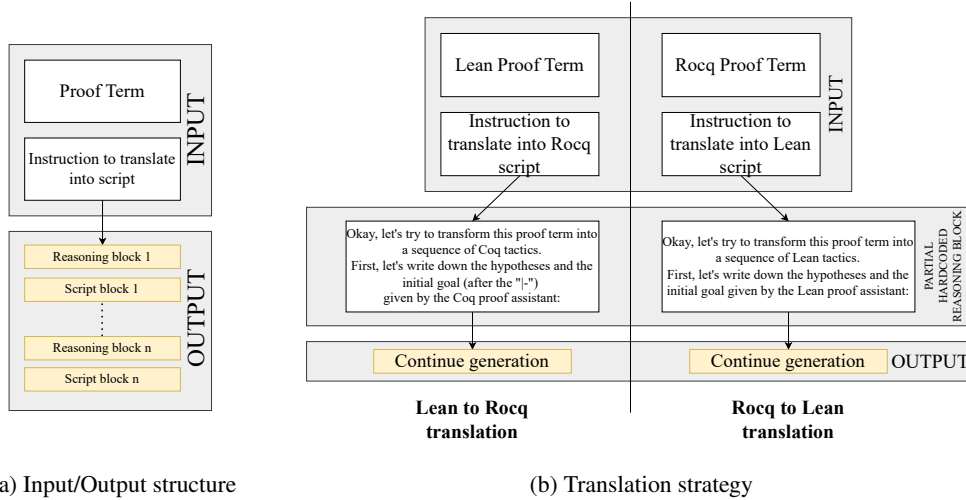 Proof Term
Instruction to translate
into script
INPUT
Reasoning block 1
Script block 1
Reasoning block n
Script block n
OUTPUT
a) Input/Output structure
Lean Proof Term
Rocq Proof Term
Instruction to
translate into Rocq
script
Instruction to
translate into Lean
script
INPUT
Okay, let's try to transform this proof term into
a sequence of Coq tactics.
First, let's write down the hypotheses and the
initial goal (after the "|-")
given by the Coq proof assistant:
Okay, let's try to transform this proof term into
a sequence of Lean tactics.
First, let's write down the hypotheses and the
initial goal given by the Lean proof assistant:
PARTIAL
HARDCODED
REASONING BLOCK
Continue generation
Continue generation
OUTPUT
Lean to Rocq
translation
Rocq to Lean
translation
(b) Translation strategy